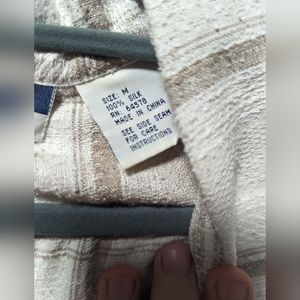 SIZE: M
100% SILK
RN: 64578
MADE IN CHINA
SEE SIDE SEAM
FOR CARE
INSTRUCTIONS